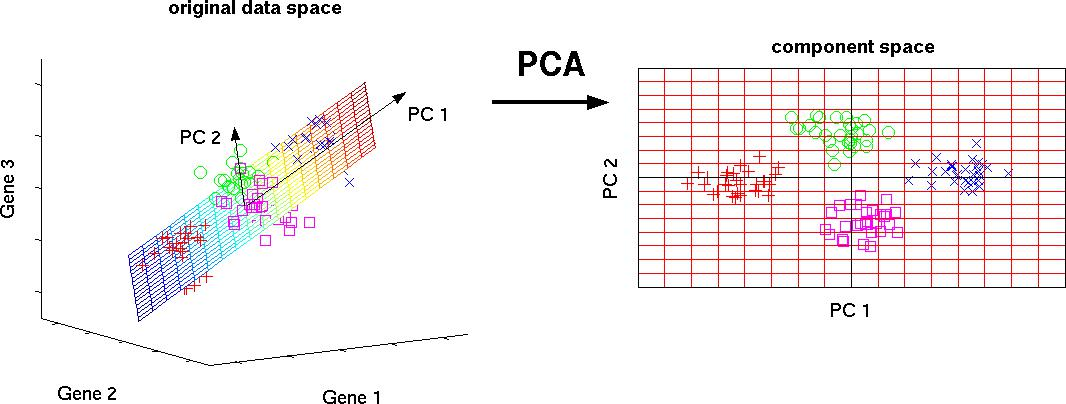 original data space
PCA
component space
PC 1
PC 2
Gene 3
PC 2
Gene 2
Gene 1
PC 1